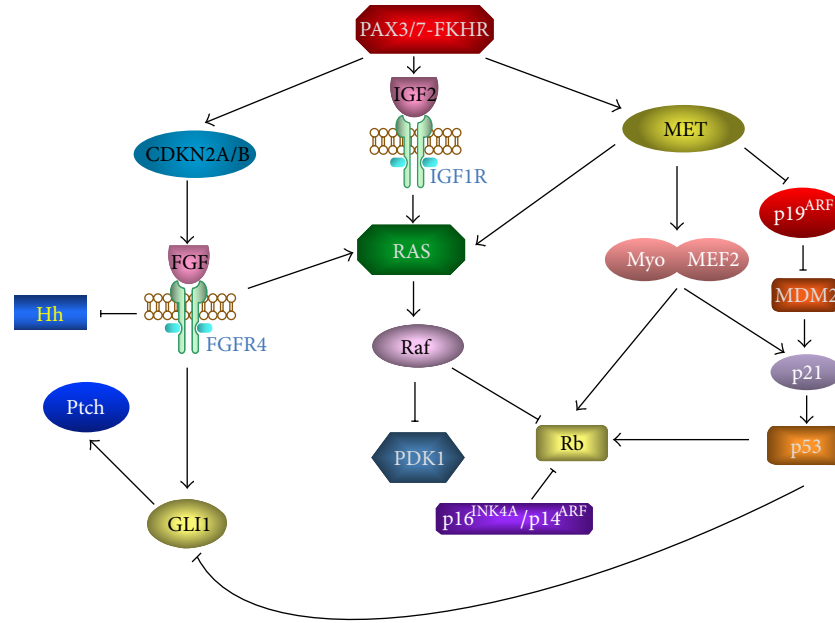 PAX3/7-FKHR
IGF2
MET
CDKN2A/B
IGF1R
p19ARF
RAS
Myo MEF2
FGF
MDM2
Hh
FGFR4
Raf
p21
Ptch
Rb
p53
PDK1
p16INK4A/p14ARF
GLI1